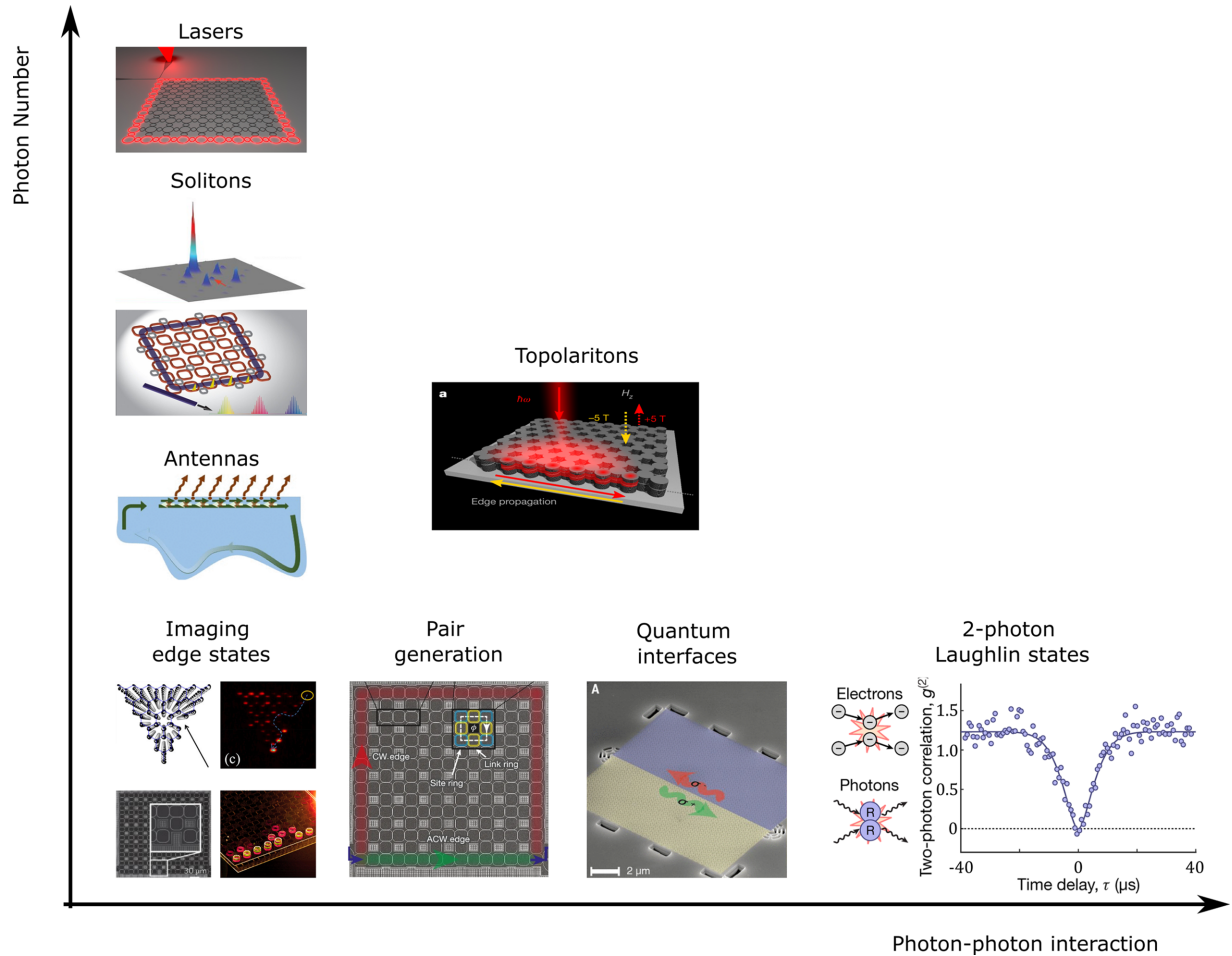 Photon Number
Lasers
Solitons
Antennas
Topolaritons
a
ħω
H_z
−5 T
+5 T
Edge propagation
Imaging
edge states
(c)
30 μm
Pair
generation
CW edge
φ
Link ring
Site ring
ACW edge
Quantum
interfaces
A
σ+
σ-
2 μm
2-photon
Laughlin states
Electrons
Photons
R
R
Two-photon correlation, g(2)
1.5
1.0
0.5
0
-40
-20
0
20
40
Time delay, τ (μs)
Photon-photon interaction